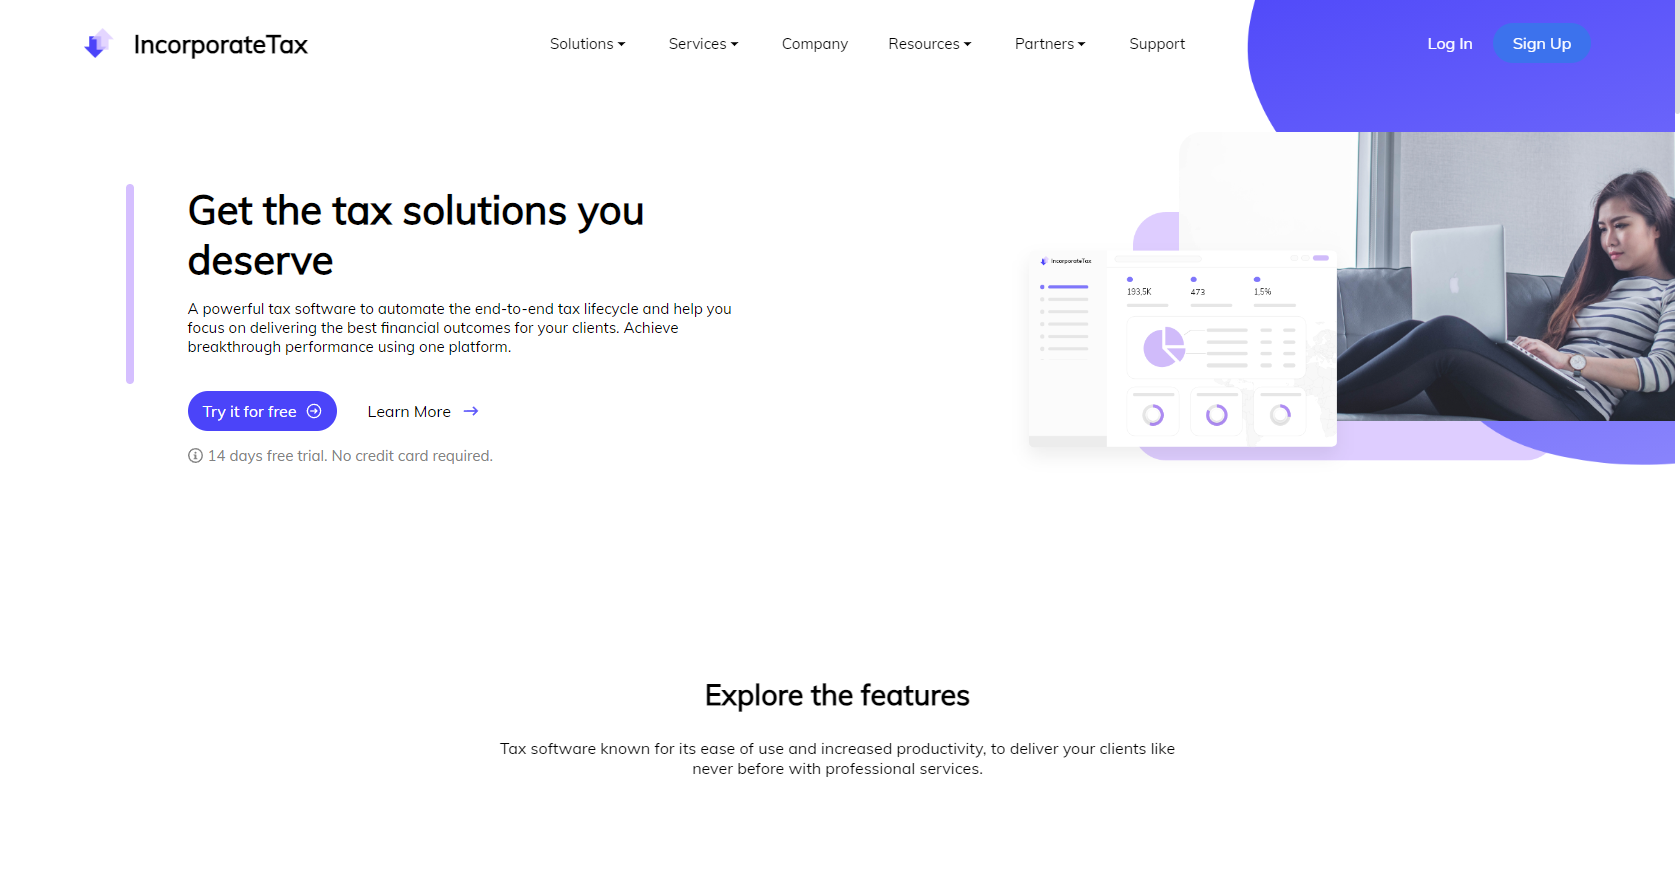 IncorporateTax
Solutions
Services
Company
Resources
Partners
Support
Log In
Sign Up
Get the tax solutions you
deserve
A powerful tax software to automate the end-to-end tax lifecycle and help you
focus on delivering the best financial outcomes for your clients. Achieve
breakthrough performance using one platform.
Try it for free
Learn More
14 days free trial. No credit card required.
IncorporateTax
193.5K
473
1.5%
Explore the features
Tax software known for its ease of use and increased productivity, to deliver your clients like
never before with professional services.